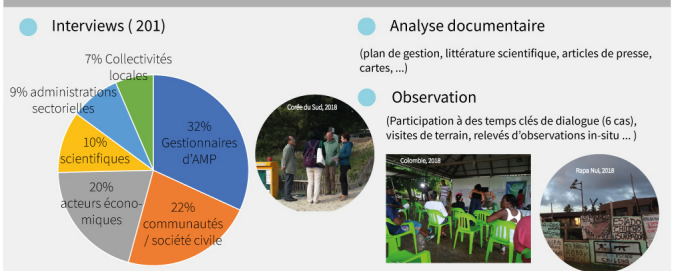 Interviews ( 201)
7% Collectivités
locales
9% administrations
sectorielles
10%
scientifiques
20%
acteurs écono-
miques
32%
Gestionnaires
d'AMP
22%
communautés
/ société civile
Corée du Sud, 2018
Analyse documentaire
(plan de gestion, littérature scientifique, articles de presse,
cartes, ...)
Observation
(Participation à des temps clés de dialogue (6 cas),
visites de terrain, relevés d'observations in-situ ... )
Colombie, 2018
Rapa Nui, 2018